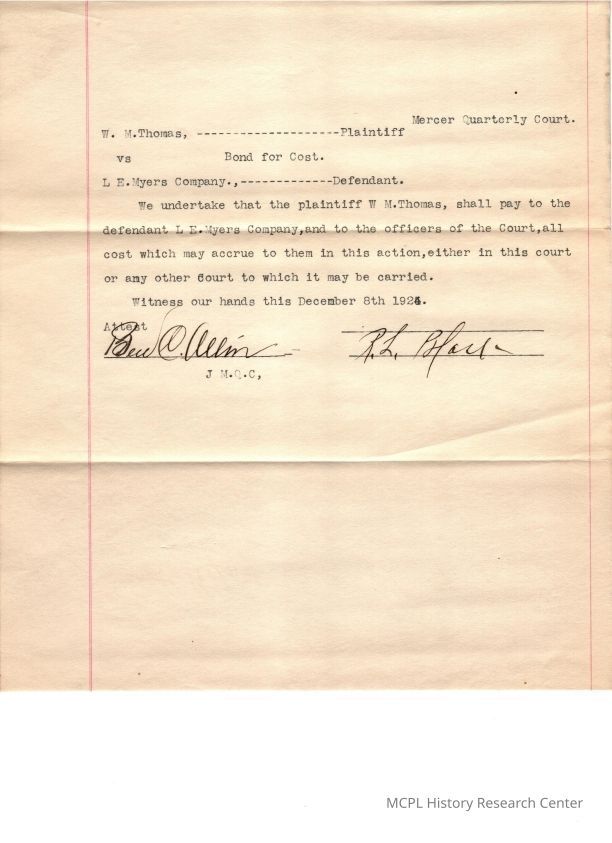 Mercer Quarterly Court.
W. M.Thomas, --------------------Plaintiff
vs Bond for Cost.
L E.Myers Company.,-------------Defendant.
We undertake that the plaintiff W M.Thomas, shall pay to the
defendant L E.Myers Company,and to the officers of the Court,all
cost which may accrue to them in this action,either in this court
or any other Court to which it may be carried.
Witness our hands this December 8th 192
Attest
Ben C. Allin R.L. Black
J M.Q.C,
MCPL History Research Center